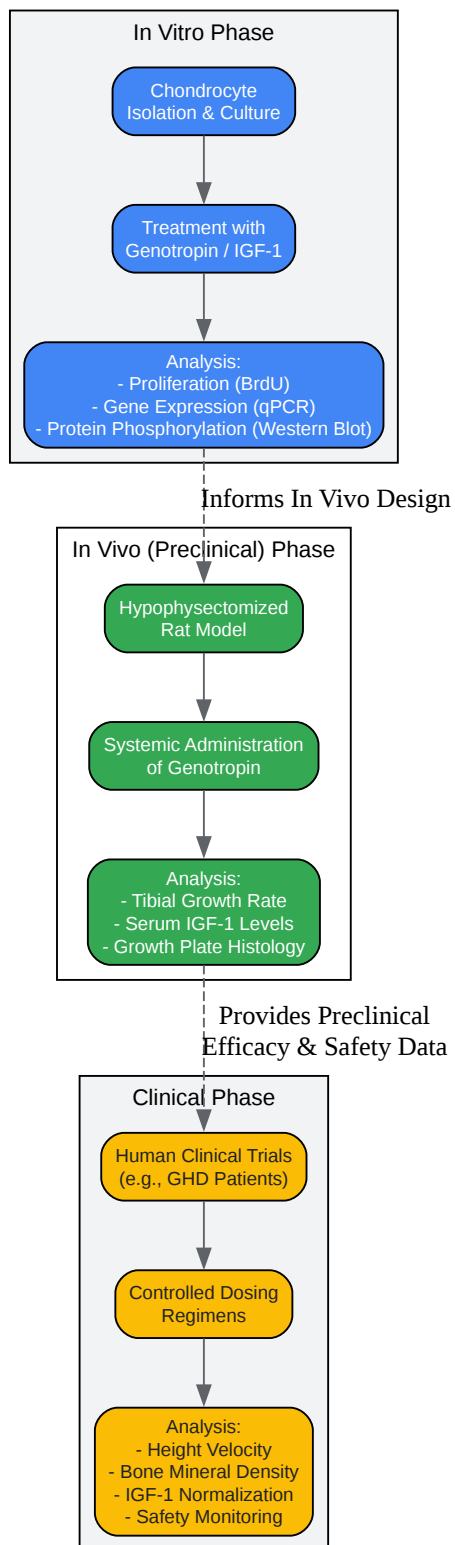 In Vitro Phase
Chondrocyte
Isolation & Culture
Treatment with
Genotropin / IGF-1
Analysis:
- Proliferation (BrdU)
- Gene Expression (qPCR)
- Protein Phosphorylation (Western Blot)
Informs In Vivo Design
In Vivo (Preclinical) Phase
Hypophysectomized
Rat Model
Systemic Administration
of Genotropin
Analysis:
- Tibial Growth Rate
- Serum IGF-1 Levels
- Growth Plate Histology
Provides Preclinical
Efficacy & Safety Data
Clinical Phase
Human Clinical Trials
(e.g., GHD Patients)
Controlled Dosing
Regimens
Analysis:
- Height Velocity
- Bone Mineral Density
- IGF-1 Normalization
- Safety Monitoring